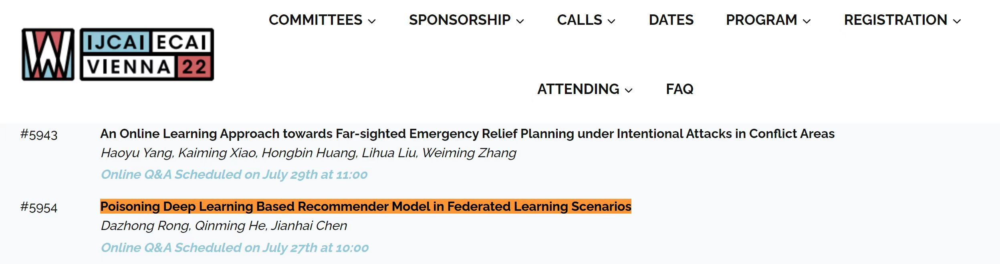 COMMITTEES SPONSORSHIP CALLS DATES PROGRAM REGISTRATION
IJCAI ECAI
VIENNA 22
ATTENDING FAQ
#5943 An Online Learning Approach towards Far-sighted Emergency Relief Planning under Intentional Attacks in Conflict Areas
Haoyu Yang, Kaiming Xiao, Hongbin Huang, Lihua Liu, Weiming Zhang
Online Q&A Scheduled on July 29th at 11:00
#5954 Poisoning Deep Learning Based Recommender Model in Federated Learning Scenarios
Dazhong Rong, Qinming He, Jianhai Chen
Online Q&A Scheduled on July 27th at 10:00